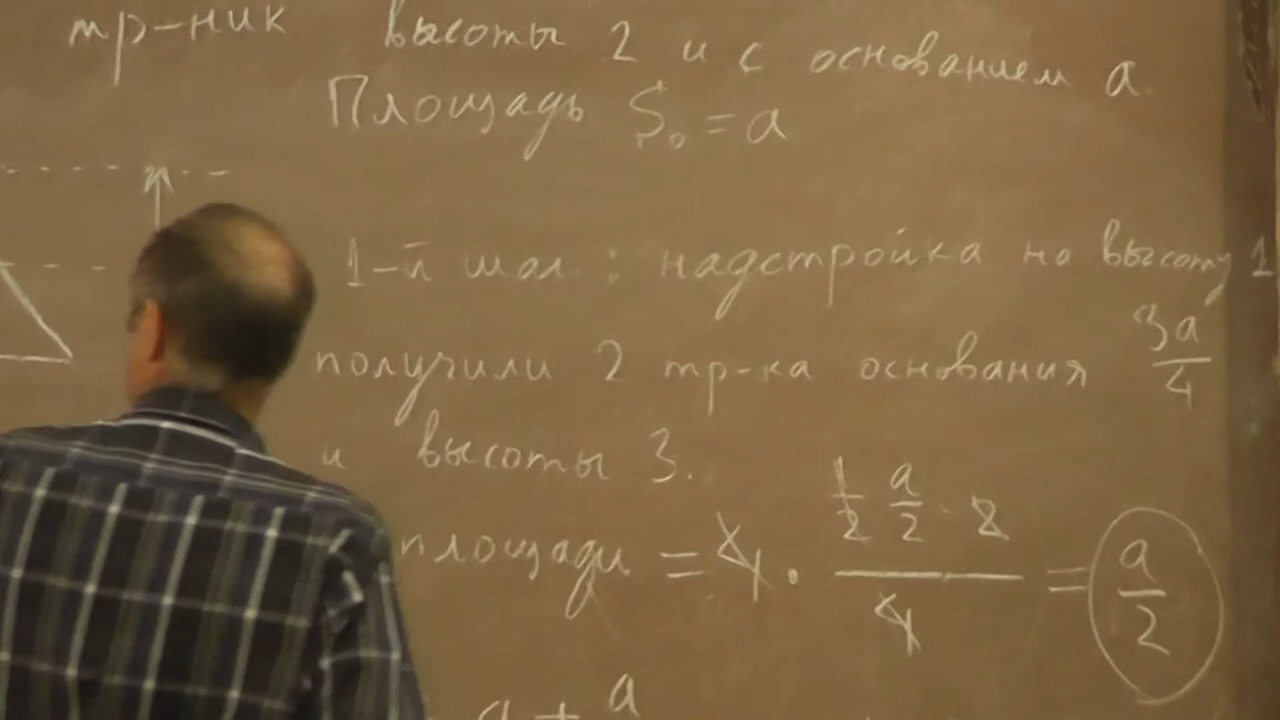 тр-ник высоты 2 и с основанием a.
Площадь S₀ = a
1-й шаг: надстройка на высоту 1
получили 2 тр-ка основания 3a/4
и высоты 3.
площади = 4 · (1/2 a/2 · 2)/4 = a/2
a + a